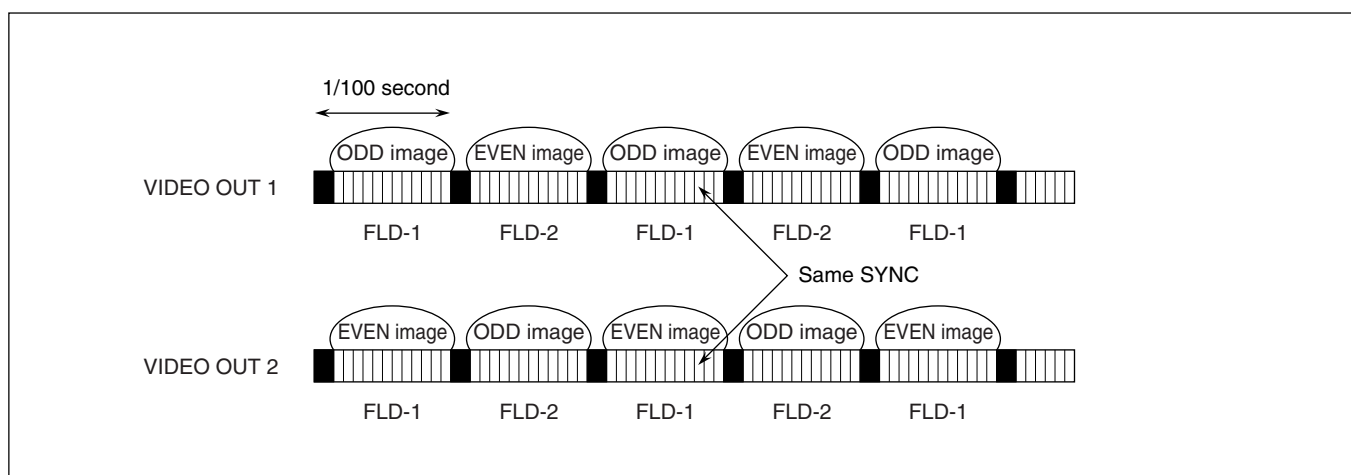 1/100 second
ODD image EVEN image ODD image EVEN image ODD image
VIDEO OUT 1
FLD-1 FLD-2 FLD-1 FLD-2 FLD-1
Same SYNC
EVEN image ODD image EVEN image ODD image EVEN image
VIDEO OUT 2
FLD-1 FLD-2 FLD-1 FLD-2 FLD-1